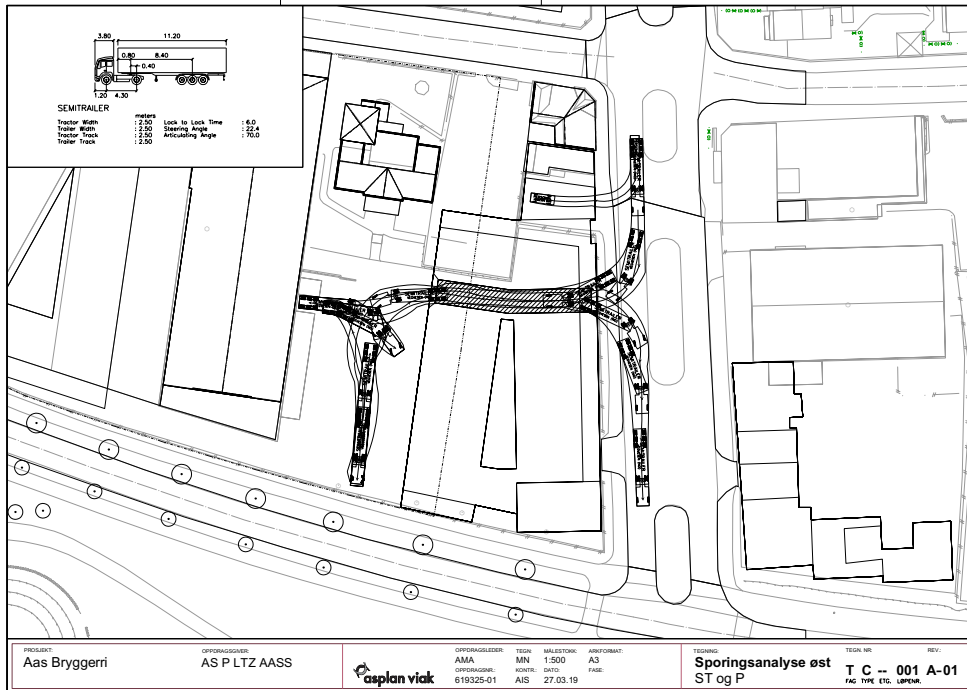 3.80
11.20
0.80
8.40
0.40
1.20
4.30
SEMITRAILER
meters
Tractor Width : 2.50 Lock to Lock Time : 6.0
Trailer Width : 2.50 Steering Angle : 22.4
Tractor Track : 2.50 Articulating Angle : 70.0
Trailer Track : 2.50
PROSJEKT:
Aas Bryggerri
OPPDRAGSGIVER:
AS P LTZ AASS
asplan viak
OPPDRAGSLEDER: TEGN: MÅLESTOKK: ARKFORMAT:
AMA MN 1:500 A3
OPPDRAGSNR.: KONTR.: DATO: FASE:
619325-01 AIS 27.03.19
TEGNING:
Sporingsanalyse øst
ST og P
TEGN. NR: REV.:
T C -- 001 A-01
FAG TYPE ETG. LØPENR.